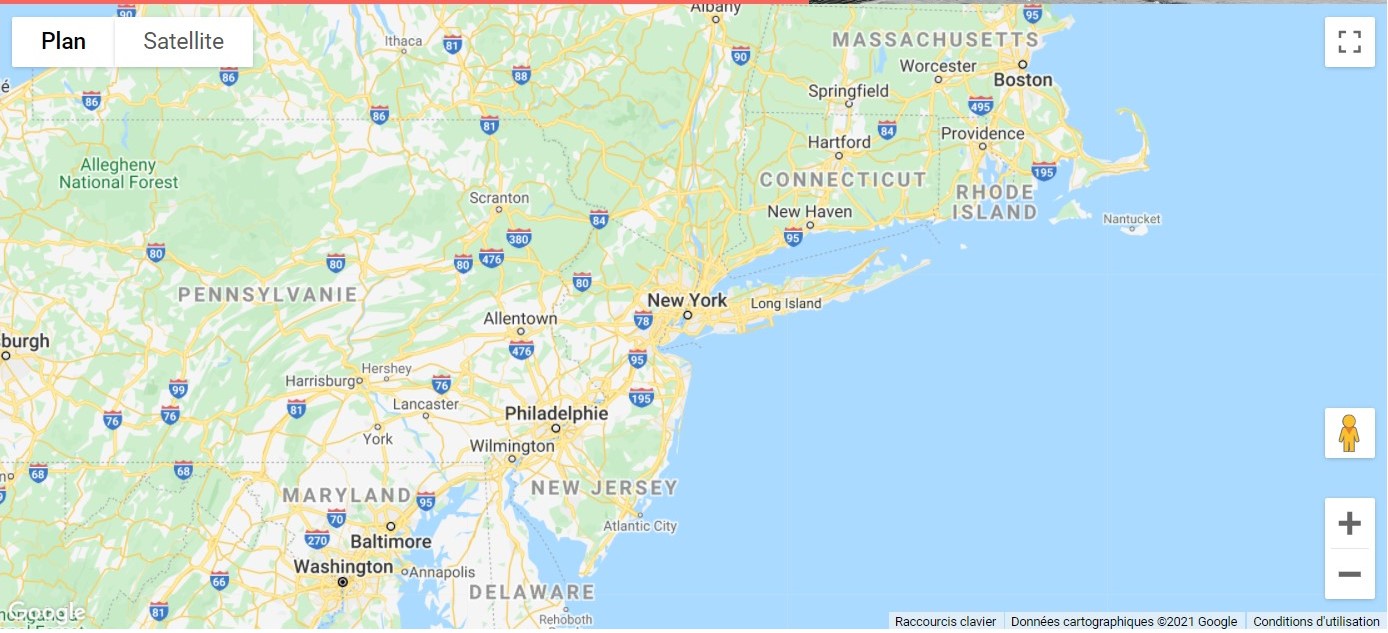 Plan
Satellite
90
Albany
95
Ithaca
81
90
MASSACHUSETTS
Worcester
Boston
é
86
88
86
86
Springfield
495
81
84
Providence
Hartford
Allegheny
National Forest
CONNECTICUT
195
RHODE
ISLAND
Scranton
84
New Haven
Nantucket
380
95
80
80
80
476
80
PENNSYLVANIE
New York
Long Island
78
Allentown
sburgh
476
95
Hershey
Harrisburg
76
99
195
Lancaster
81
76
76
Philadelphie
York
Wilmington
68
68
NEW JERSEY
MARYLAND
95
70
Atlantic City
270
Baltimore
Washington
Annapolis
66
DELAWARE
81
Google
Rehoboth
Raccourcis clavier
Données cartographiques ©2021 Google
Conditions d'utilisation